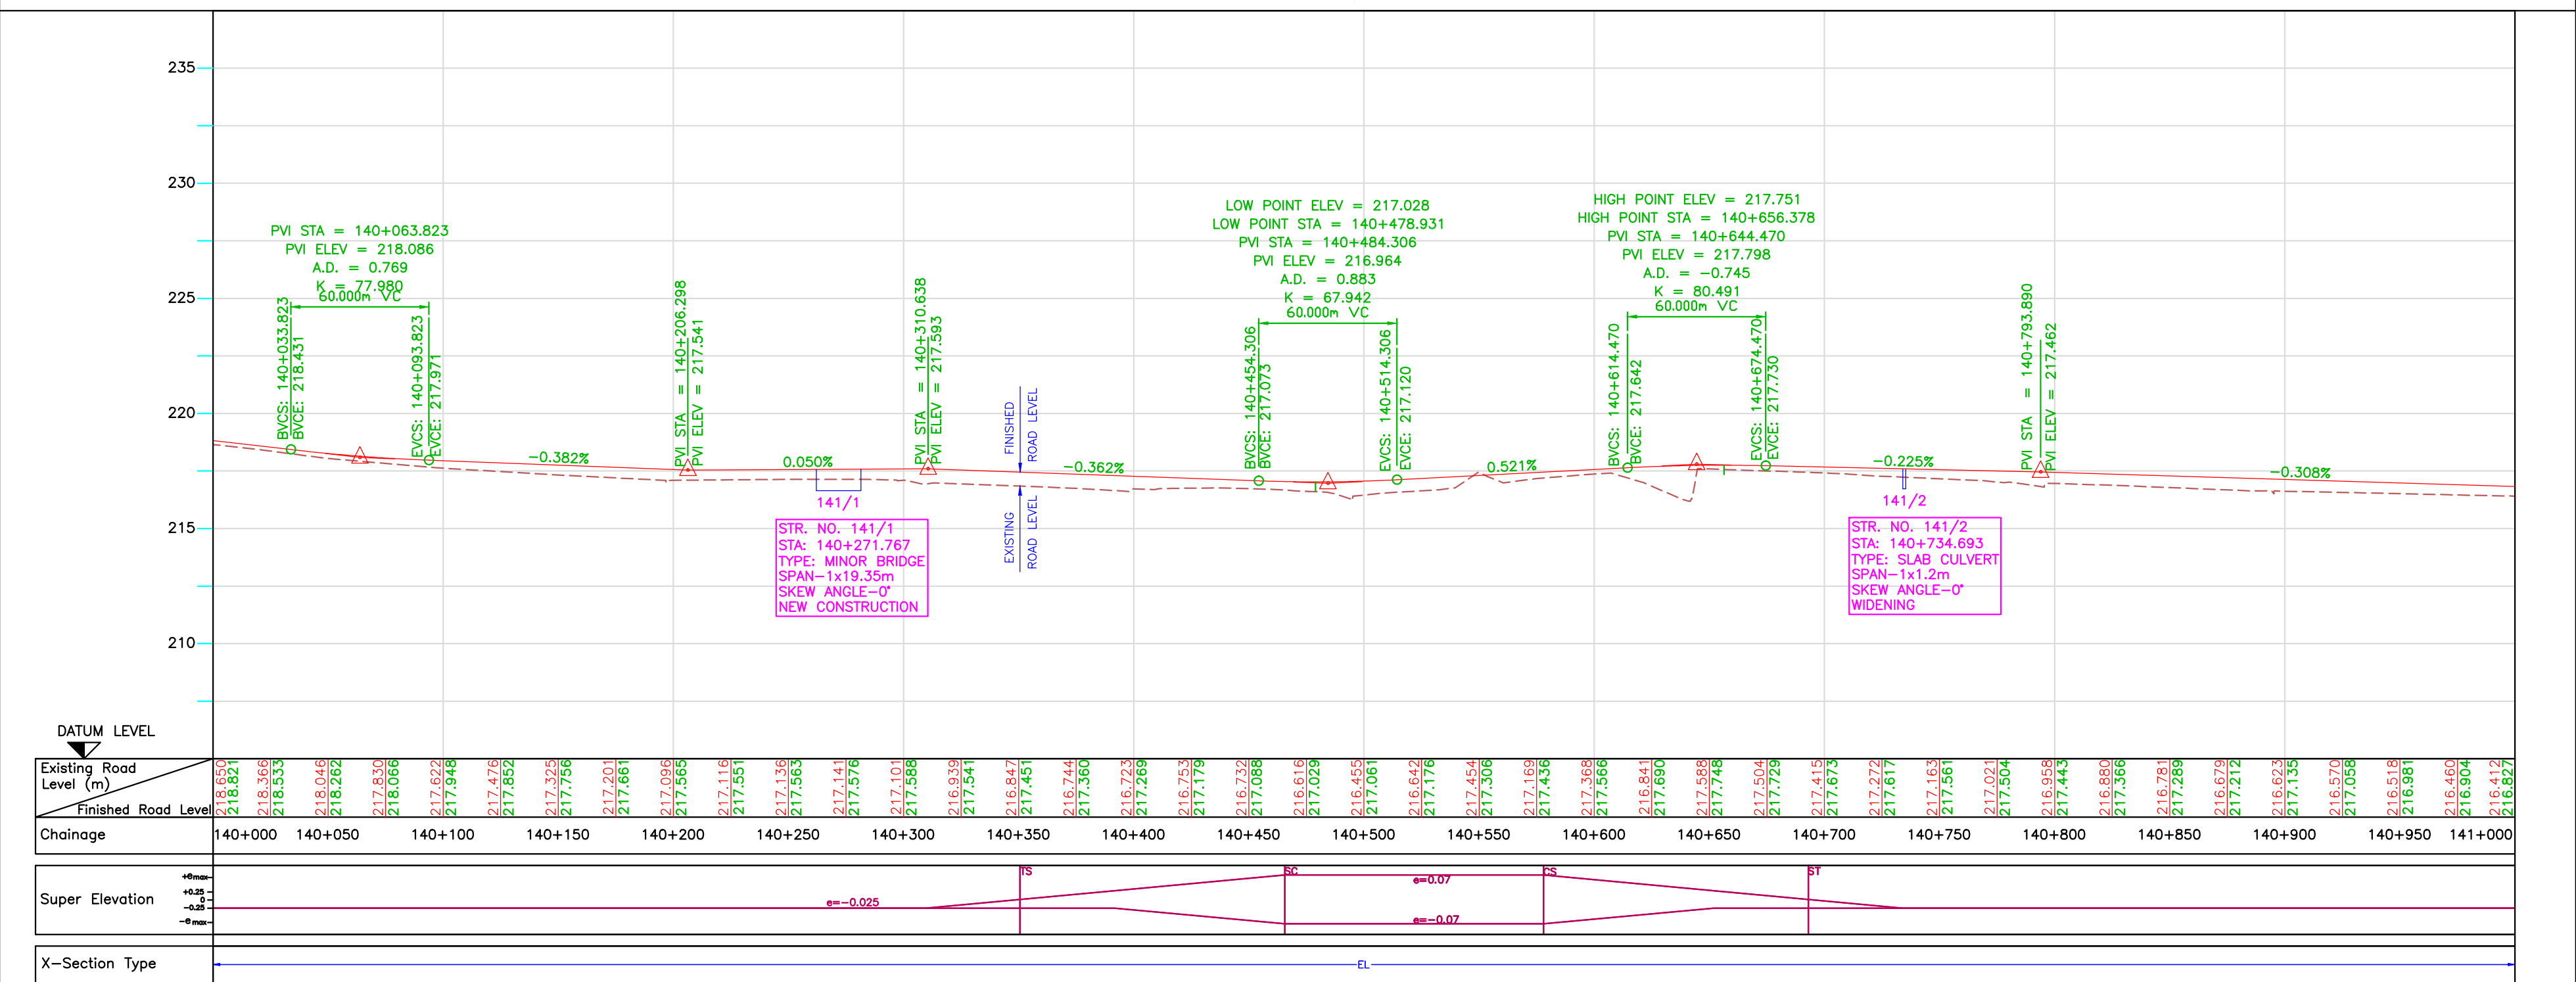 235
230
225
220
215
210
PVI STA = 140+063.823
PVI ELEV = 218.086
A.D. = 0.769
K = 77.980
60.000m VC
BVCS: 140+033.823
BVCE: 218.431
EVCS: 140+093.823
EVCE: 217.971
-0.382%
PVI STA = 140+206.298
PVI ELEV = 217.541
0.050%
PVI STA = 140+310.638
PVI ELEV = 217.593
FINISHED
ROAD LEVEL
EXISTING
ROAD LEVEL
-0.362%
LOW POINT ELEV = 217.028
LOW POINT STA = 140+478.931
PVI STA = 140+484.306
PVI ELEV = 216.964
A.D. = 0.883
K = 67.942
60.000m VC
BVCS: 140+454.306
BVCE: 217.073
EVCS: 140+514.306
EVCE: 217.120
0.521%
HIGH POINT ELEV = 217.751
HIGH POINT STA = 140+656.378
PVI STA = 140+644.470
PVI ELEV = 217.798
A.D. = -0.745
K = 80.491
60.000m VC
BVCS: 140+614.470
BVCE: 217.642
EVCS: 140+674.470
EVCE: 217.730
-0.225%
PVI STA = 140+793.890
PVI ELEV = 217.462
-0.308%
141/1
STR. NO. 141/1
STA: 140+271.767
TYPE: MINOR BRIDGE
SPAN-1x19.35m
SKEW ANGLE-0°
NEW CONSTRUCTION
141/2
STR. NO. 141/2
STA: 140+734.693
TYPE: SLAB CULVERT
SPAN-1x1.2m
SKEW ANGLE-0°
WIDENING
DATUM LEVEL
Existing Road
Level (m)
Finished Road Level
218.650 218.366 218.046 217.830 217.622 217.476 217.325 217.201 217.096 217.116 217.136 217.141 217.101 216.939 216.847 216.744 216.723 216.753 216.732 216.616 216.455 216.642 217.454 217.169 217.368 216.841 217.588 217.504 217.415 217.272 217.163 217.021 216.958 216.880 216.781 216.679 216.623 216.570 216.518 216.460 216.412
218.821 218.533 218.262 218.066 217.948 217.852 217.756 217.661 217.565 217.551 217.563 217.576 217.588 217.541 217.451 217.360 217.269 217.179 217.088 217.029 217.061 217.176 217.306 217.436 217.566 217.690 217.748 217.729 217.673 217.617 217.561 217.504 217.443 217.366 217.289 217.212 217.135 217.058 216.981 216.904 216.827
Chainage
140+000 140+050 140+100 140+150 140+200 140+250 140+300 140+350 140+400 140+450 140+500 140+550 140+600 140+650 140+700 140+750 140+800 140+850 140+900 140+950 141+000
Super Elevation
+emax
+0.25
0
-0.25
-emax
e=-0.025
TS
SC
e=0.07
e=-0.07
CS
ST
X-Section Type
EL